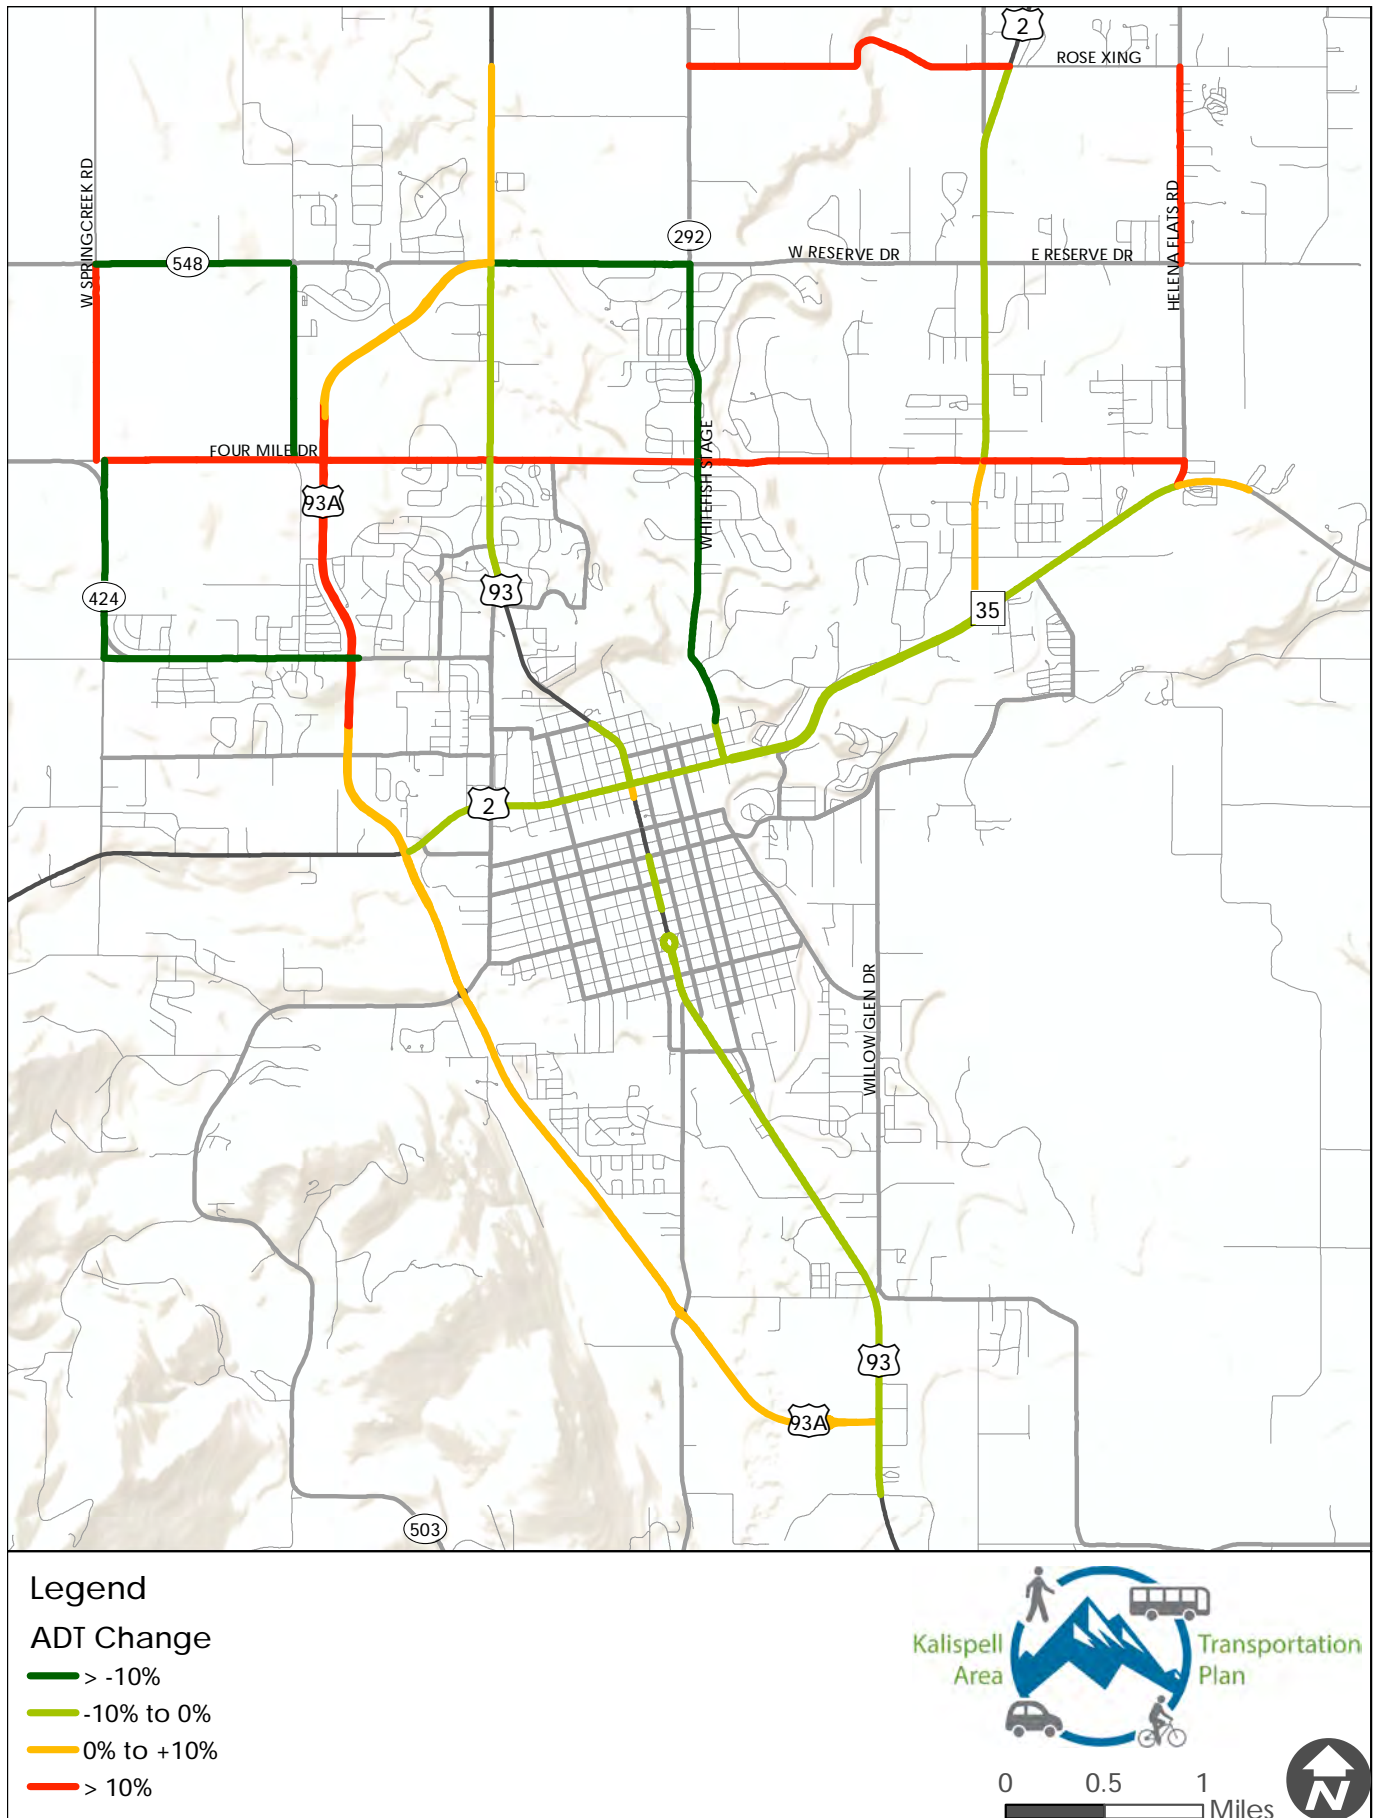 2
ROSE XING
W SPRINGCREEK RD
HELENA FLATS RD
292
548
W RESERVE DR
E RESERVE DR
FOUR MILE DR
WHITEFISH STAGE
93A
424
93
35
2
WILLOW GLEN DR
93
93A
503
Legend
ADT Change
> -10%
-10% to 0%
0% to +10%
> 10%
Kalispell Transportation
Area Plan
0 0.5 1
Miles
N